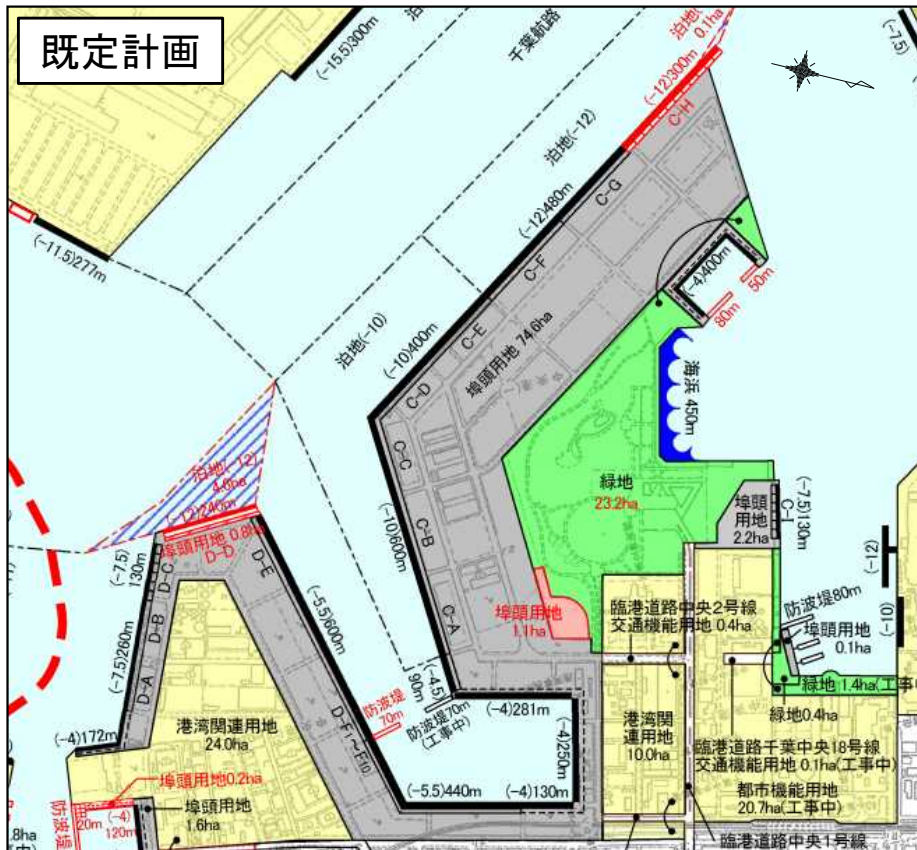 既定計画
(-15.5)300m
泊
千葉航路
泊地(
0.1ha
(-7.5)
(-12)300m
C-H
泊地(-12)
(-12)480m
C-G
C-F
(-11.5)277m
泊地(-10)
(-10)400m
C-E
C-D
埠頭用地 74.6ha
(-4)400m
50m
80m
海浜 450m
C-C
(-10)600m
C-B
C-A
緑地
23.2ha
埠頭用地
2.2ha
C-I
(-7.5)130m
(-12)
(-10)
泊地(-12)
4.6ha
(-12)240m
埠頭用地 0.8ha
D-D
(-7.5)
130m
D-C
D-E
(-7.5)260m
D-B
D-A
(-5.5)600m
D-F1~F10
埠頭用地
1.1ha
臨港道路中央2号線
交通機能用地 0.4ha
防波堤80m
埠頭用地
0.1ha
緑地 1.4ha(工事中
緑地0.4ha
(-4.5)
90m
防波堤70m
(工事中)
防波堤
70m
(-4)281m
(-4)250m
(-4)172m
港湾関連用地
24.0ha
港湾関
連用地
10.0ha
臨港道路千葉中央18号線
交通機能用地 0.1ha(工事中)
都市機能用地
20.7ha(工事中)
埠頭用地0.2ha
(-5.5)440m
(-4)130m
防波堤
20m
(-4)
120m
埠頭用地
1.6ha
.8ha
中)
臨港道路中央1号線